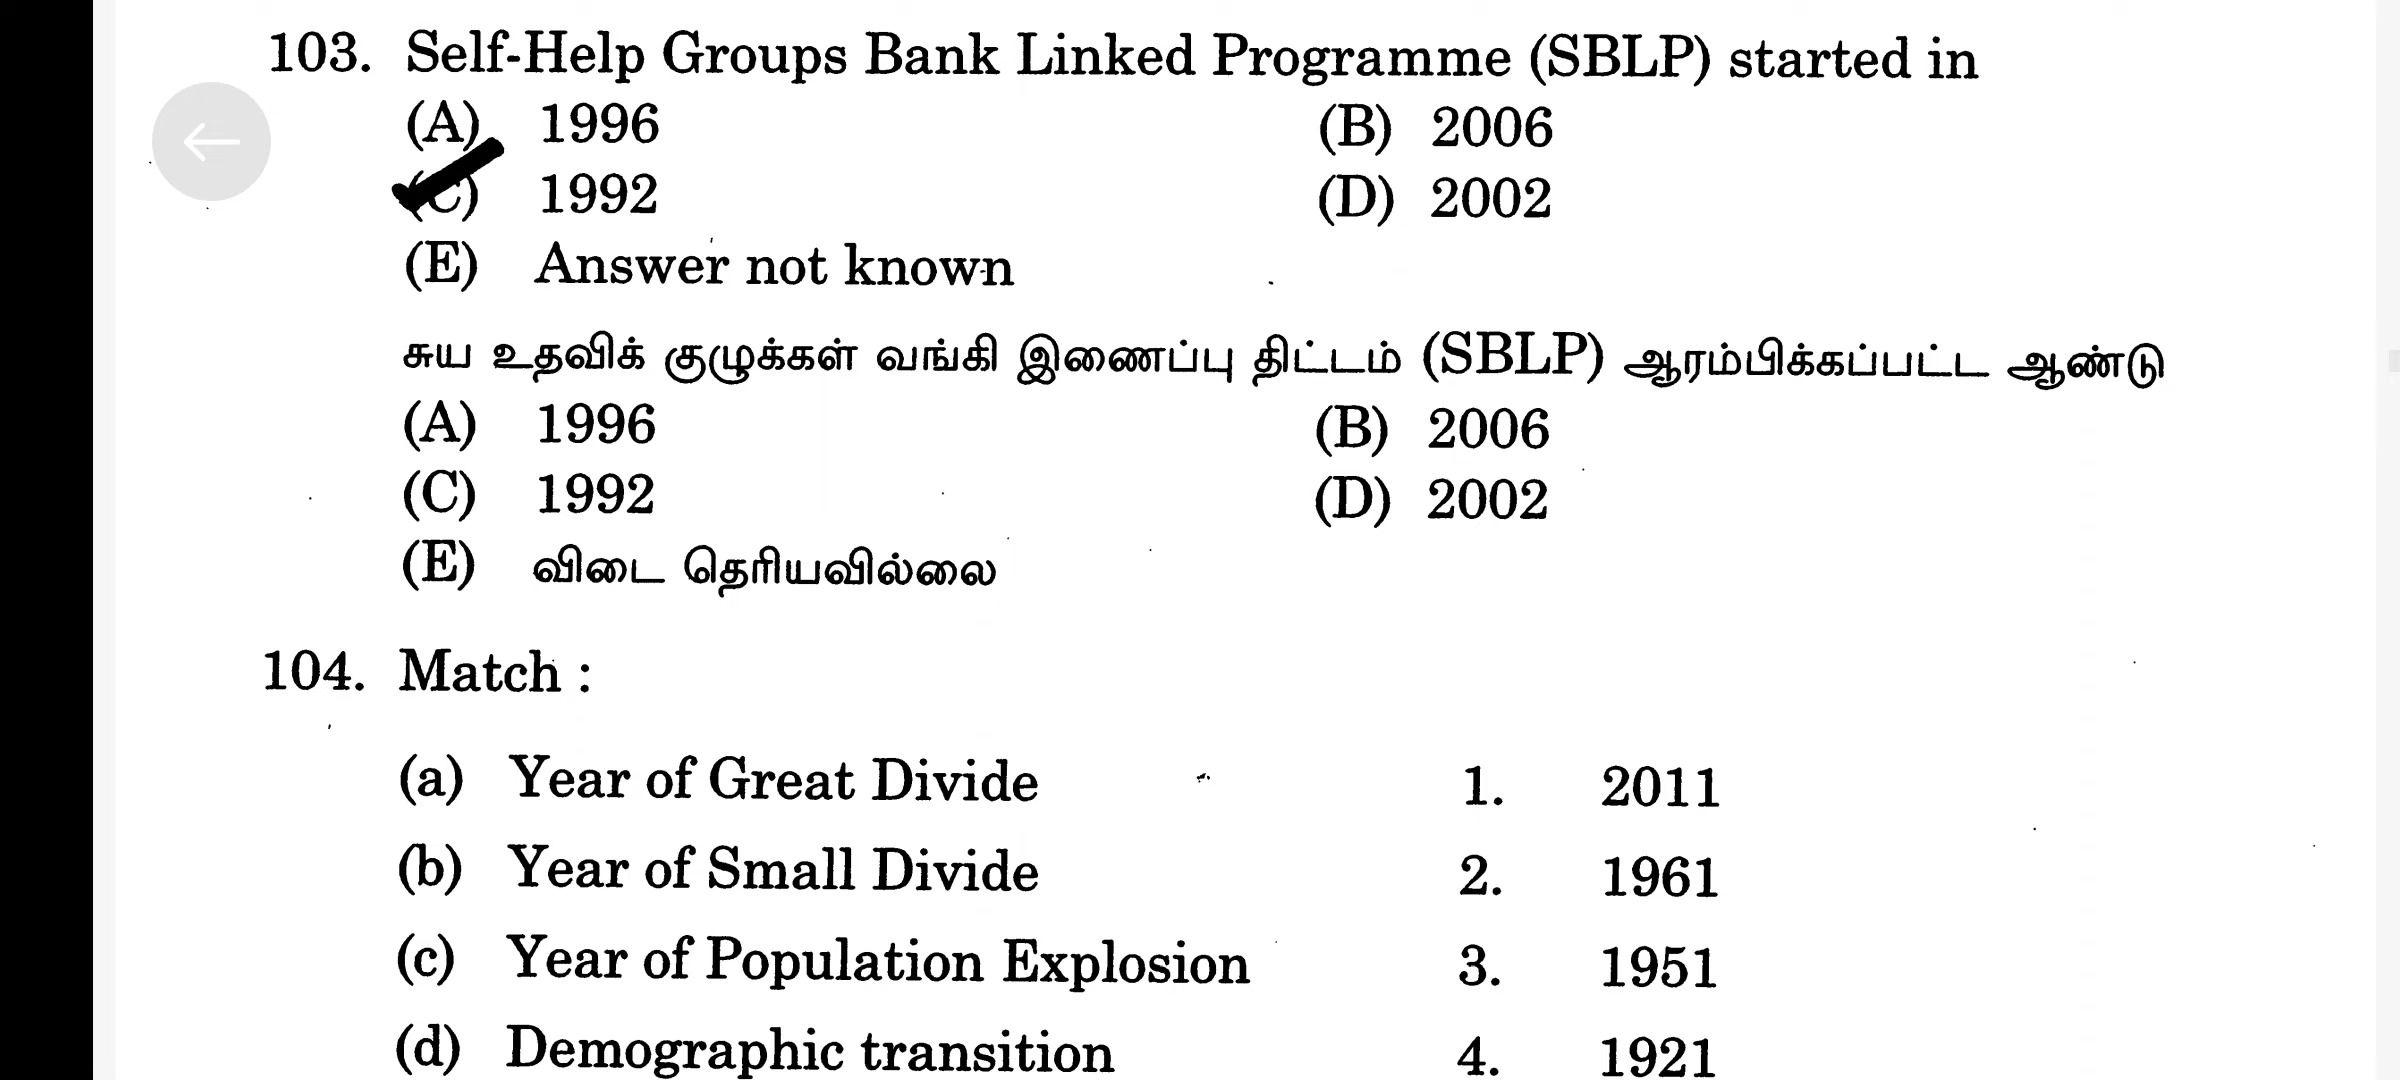 103. Self-Help Groups Bank Linked Programme (SBLP) started in
(A) 1996 (B) 2006
(C) 1992 (D) 2002
(E) Answer not known
சுய உதவிக் குழுக்கள் வங்கி இணைப்பு திட்டம் (SBLP) ஆரம்பிக்கப்பட்ட ஆண்டு
(A) 1996 (B) 2006
(C) 1992 (D) 2002
(E) விடை தெரியவில்லை
104. Match :
(a) Year of Great Divide 1. 2011
(b) Year of Small Divide 2. 1961
(c) Year of Population Explosion 3. 1951
(d) Demographic transition 4. 1921